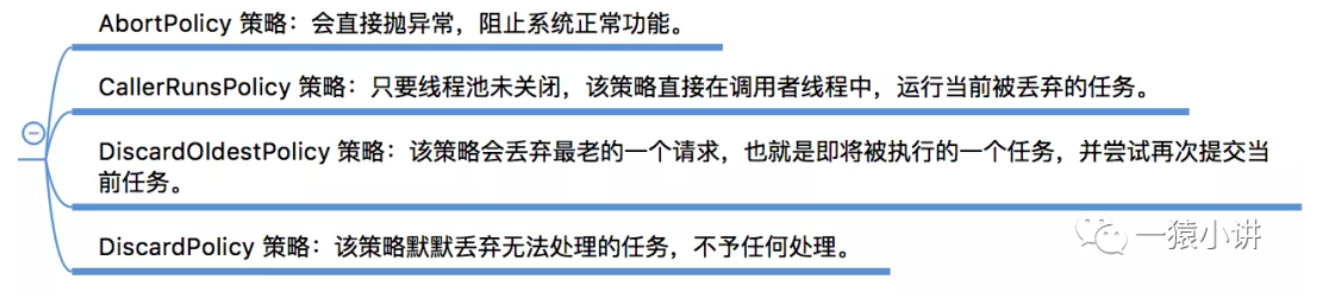 AbortPolicy 策略：会直接抛异常，阻止系统正常功能。
CallerRunsPolicy 策略：只要线程池未关闭，该策略直接在调用者线程中，运行当前被丢弃的任务。
DiscardOldestPolicy 策略：该策略会丢弃最老的一个请求，也就是即将被执行的一个任务，并尝试再次提交当
前任务。
一猿小讲
DiscardPolicy 策略：该策略默默丢弃无法处理的任务，不予任何处理。